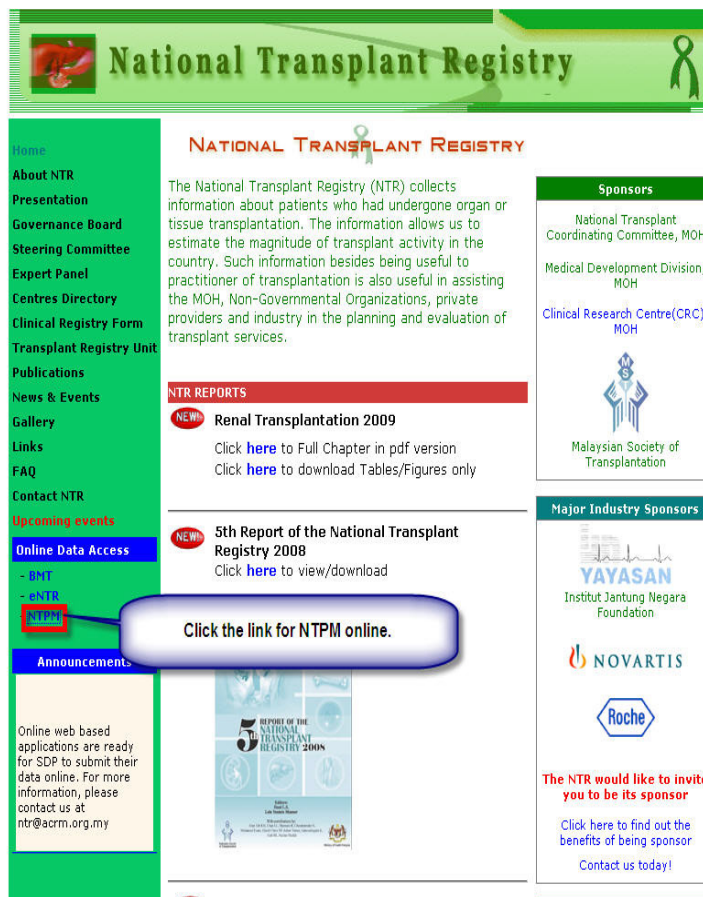 National Transplant Registry
Home
About NTR
Presentation
Governance Board
Steering Committee
Expert Panel
Centres Directory
Clinical Registry Form
Transplant Registry Unit
Publications
News & Events
Gallery
Links
FAQ
Contact NTR
Upcoming events
Online Data Access
- BMT
- eNTR
- NTPM
Announcements
Online web based
applications are ready
for SDP to submit their
data online. For more
information, please
contact us at
ntr@acrm.org.my
NATIONAL TRANSPLANT REGISTRY
The National Transplant Registry (NTR) collects
information about patients who had undergone organ or
tissue transplantation. The information allows us to
estimate the magnitude of transplant activity in the
country. Such information besides being useful to
practitioner of transplantation is also useful in assisting
the MOH, Non-Governmental Organizations, private
providers and industry in the planning and evaluation of
transplant services.
NTR REPORTS
NEW!
Renal Transplantation 2009
Click here to Full Chapter in pdf version
Click here to download Tables/Figures only
NEW!
5th Report of the National Transplant
Registry 2008
Click here to view/download
Click the link for NTPM online.
5th REPORT OF THE
NATIONAL
TRANSPLANT
REGISTRY 2008
Sponsors
National Transplant
Coordinating Committee, MOH
Medical Development Division,
MOH
Clinical Research Centre(CRC)
MOH
MST
Malaysian Society of
Transplantation
Major Industry Sponsors
YAYASAN
Institut Jantung Negara
Foundation
NOVARTIS
Roche
The NTR would like to invite
you to be its sponsor
Click here to find out the
benefits of being sponsor
Contact us today!